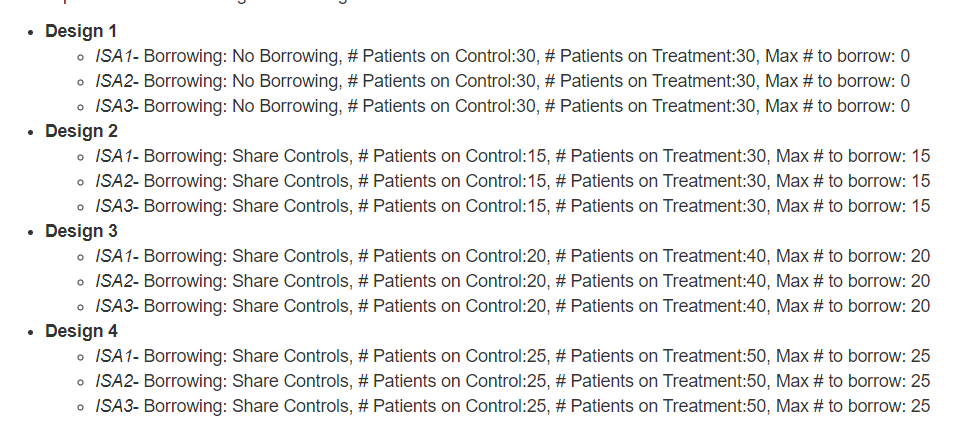 Design 1
ISA1- Borrowing: No Borrowing, # Patients on Control:30, # Patients on Treatment:30, Max # to borrow: 0
ISA2- Borrowing: No Borrowing, # Patients on Control:30, # Patients on Treatment:30, Max # to borrow: 0
ISA3- Borrowing: No Borrowing, # Patients on Control:30, # Patients on Treatment:30, Max # to borrow: 0
Design 2
ISA1- Borrowing: Share Controls, # Patients on Control:15, # Patients on Treatment:30, Max # to borrow: 15
ISA2- Borrowing: Share Controls, # Patients on Control:15, # Patients on Treatment:30, Max # to borrow: 15
ISA3- Borrowing: Share Controls, # Patients on Control:15, # Patients on Treatment:30, Max # to borrow: 15
Design 3
ISA1- Borrowing: Share Controls, # Patients on Control:20, # Patients on Treatment:40, Max # to borrow: 20
ISA2- Borrowing: Share Controls, # Patients on Control:20, # Patients on Treatment:40, Max # to borrow: 20
ISA3- Borrowing: Share Controls, # Patients on Control:20, # Patients on Treatment:40, Max # to borrow: 20
Design 4
ISA1- Borrowing: Share Controls, # Patients on Control:25, # Patients on Treatment:50, Max # to borrow: 25
ISA2- Borrowing: Share Controls, # Patients on Control:25, # Patients on Treatment:50, Max # to borrow: 25
ISA3- Borrowing: Share Controls, # Patients on Control:25, # Patients on Treatment:50, Max # to borrow: 25